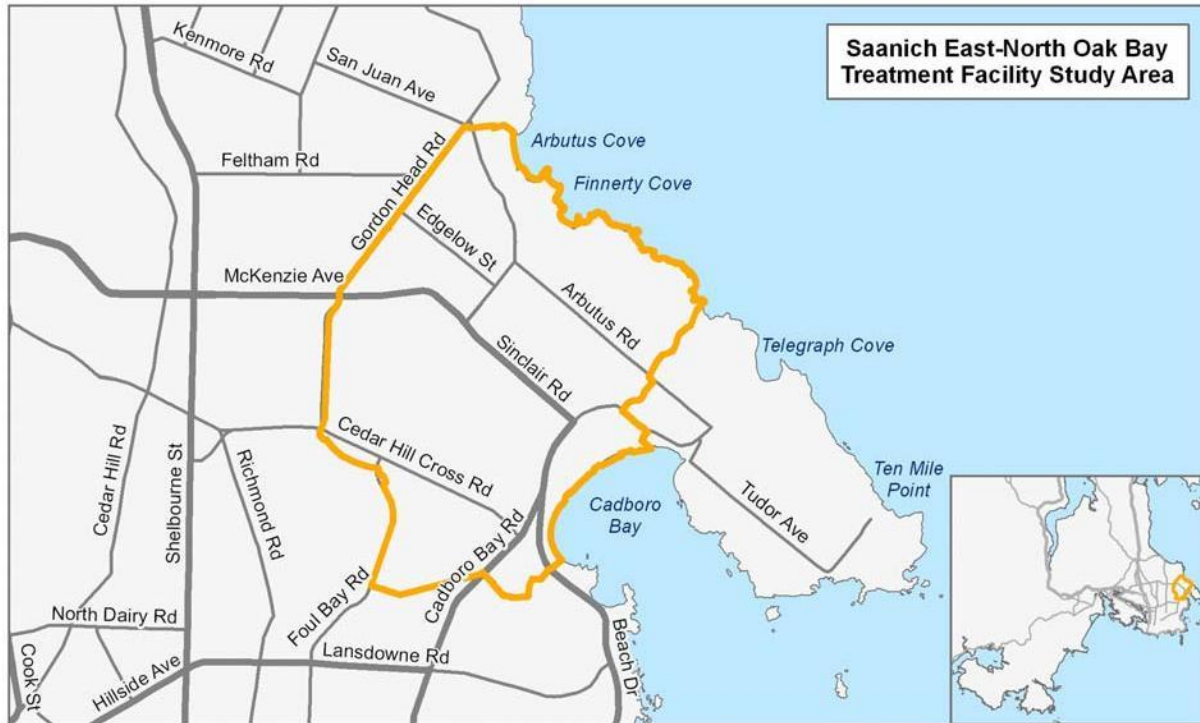 Saanich East-North Oak Bay
Treatment Facility Study Area
Kenmore Rd
San Juan Ave
Arbutus Cove
Feltham Rd
Gordon Head Rd
Finnerty Cove
Edgelow St
McKenzie Ave
Arbutus Rd
Sinclair Rd
Telegraph Cove
Cedar Hill Rd
Shelbourne St
Richmond Rd
Cedar Hill Cross Rd
Ten Mile
Point
Cadboro
Bay
Tudor Ave
Cadboro Bay Rd
Foul Bay Rd
North Dairy Rd
Beach Dr
Lansdowne Rd
Cook St
Hillside Ave